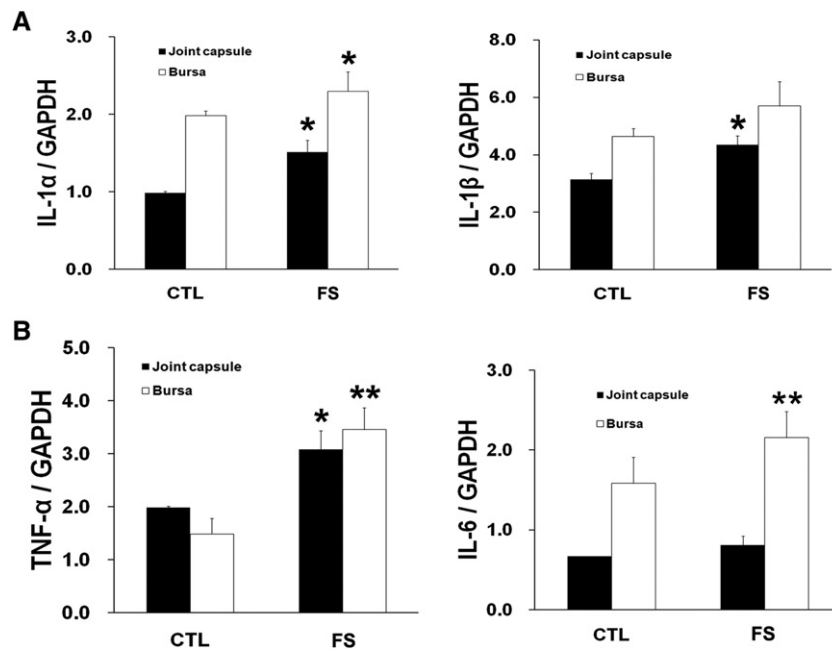 A
IL-1α / GAPDH
3.0
2.0
1.0
0.0
Joint capsule
Bursa
*
*
CTL
FS
IL-1β / GAPDH
8.0
6.0
4.0
2.0
0.0
Joint capsule
Bursa
*
CTL
FS
B
TNF-α / GAPDH
5.0
4.0
3.0
2.0
1.0
0.0
Joint capsule
Bursa
*
**
CTL
FS
IL-6 / GAPDH
3.0
2.0
1.0
0.0
Joint capsule
Bursa
**
CTL
FS